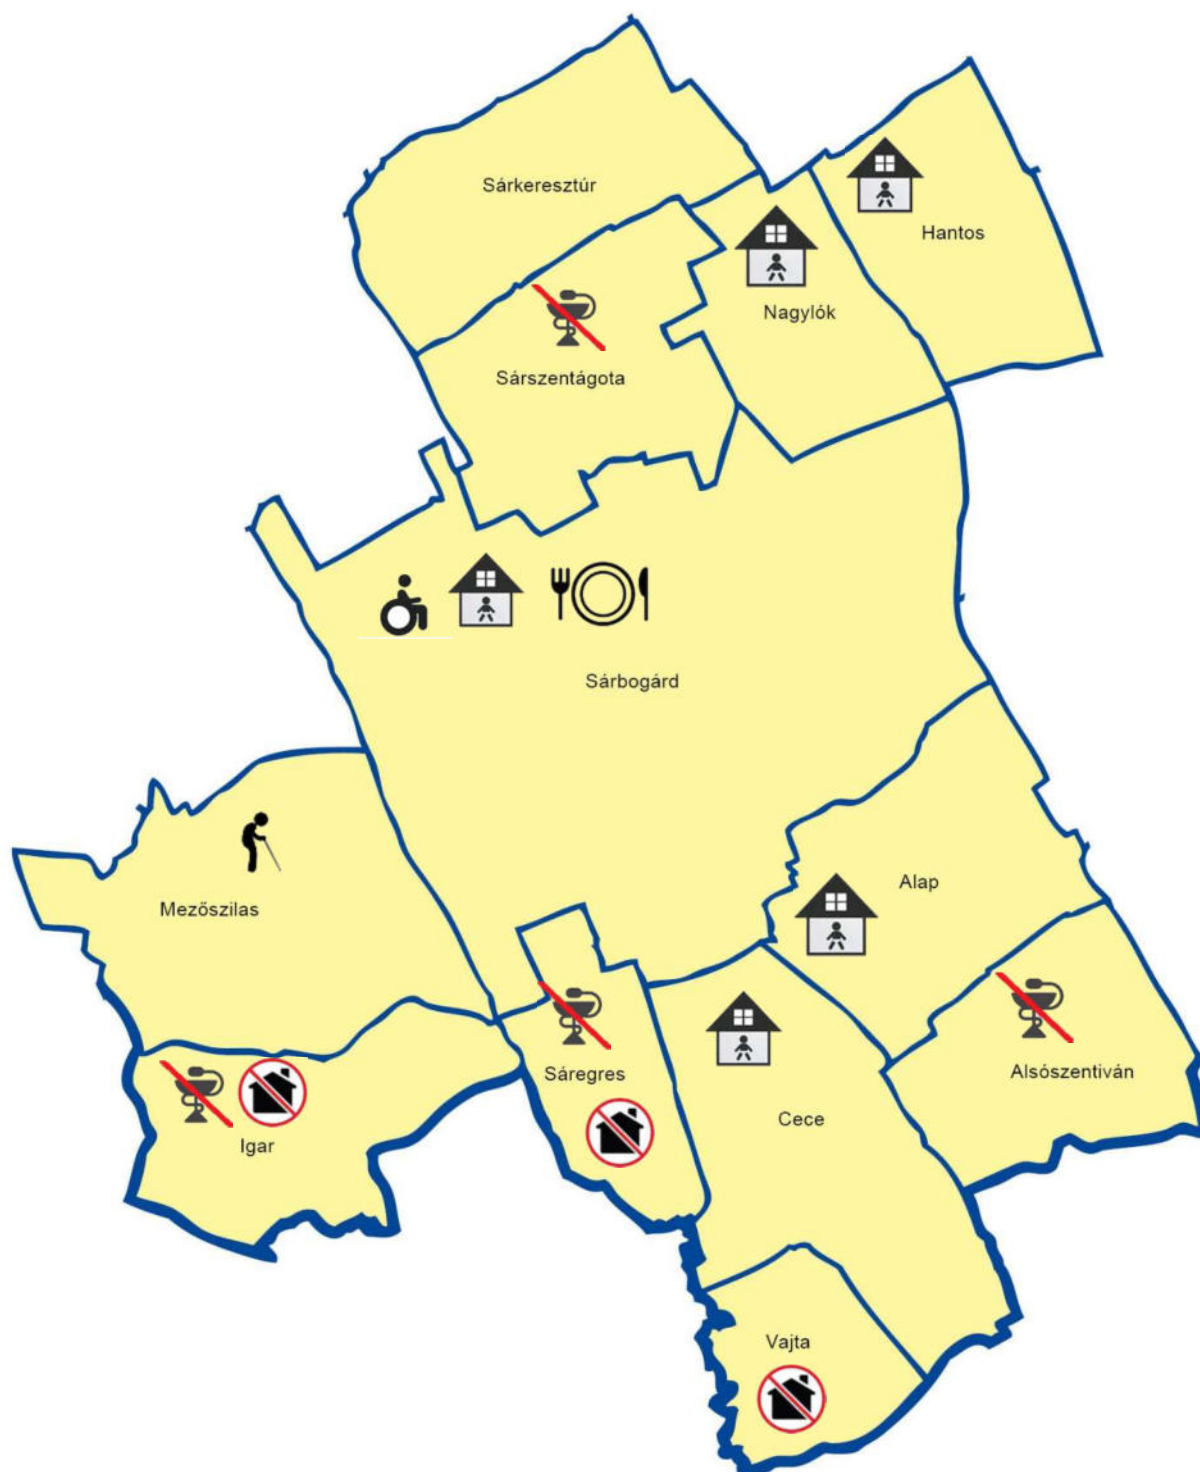 Sárkeresztúr
Hantos
Nagylók
Sárszentágota
Sárbogárd
Alap
Mezőszilas
Alsószentiván
Sáregres
Cece
Igar
Vajta